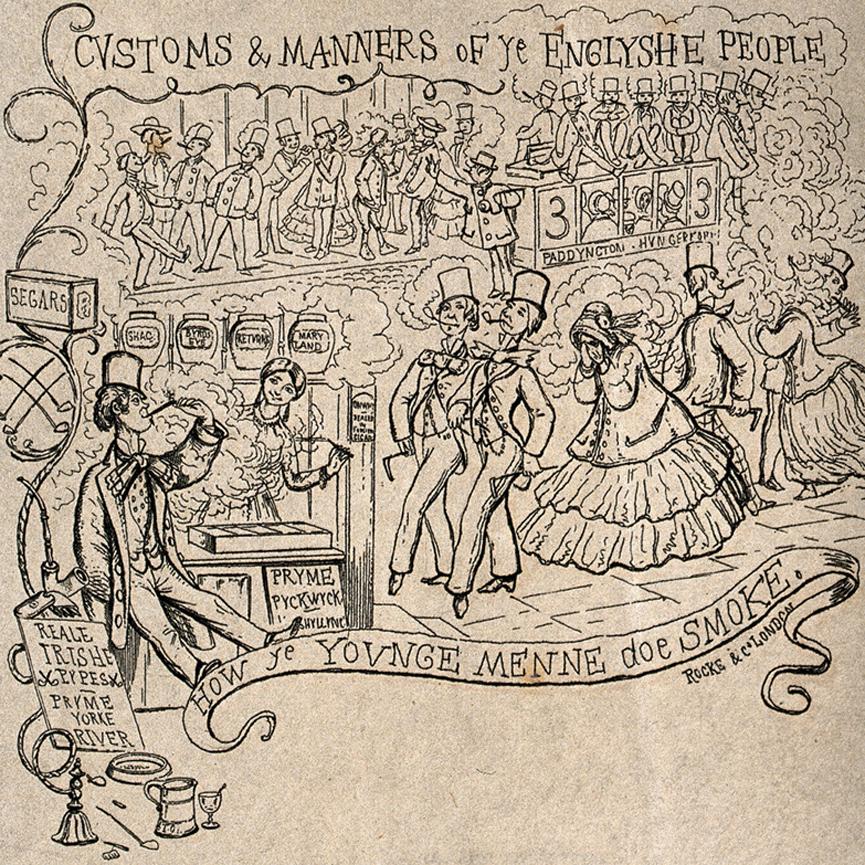 CVSTOMS & MANNERS OF ye ENGLYSHE PEOPLE
3 3
PADDYNGTON . HVNGERFORD
SEGARS
SHAG
BYRDS EYE
RETVRNS
MARY LAND
DEALER
IN
FOREIGN
SEGAR
PRYME
PYCKWYCK
SHYLLYNG
REALE
IRISHE
PYPES
PRYME
YORKE
RIVER
HOW ye YOVNGE MENNE doe SMOKE.
ROCKE & Co LONDON